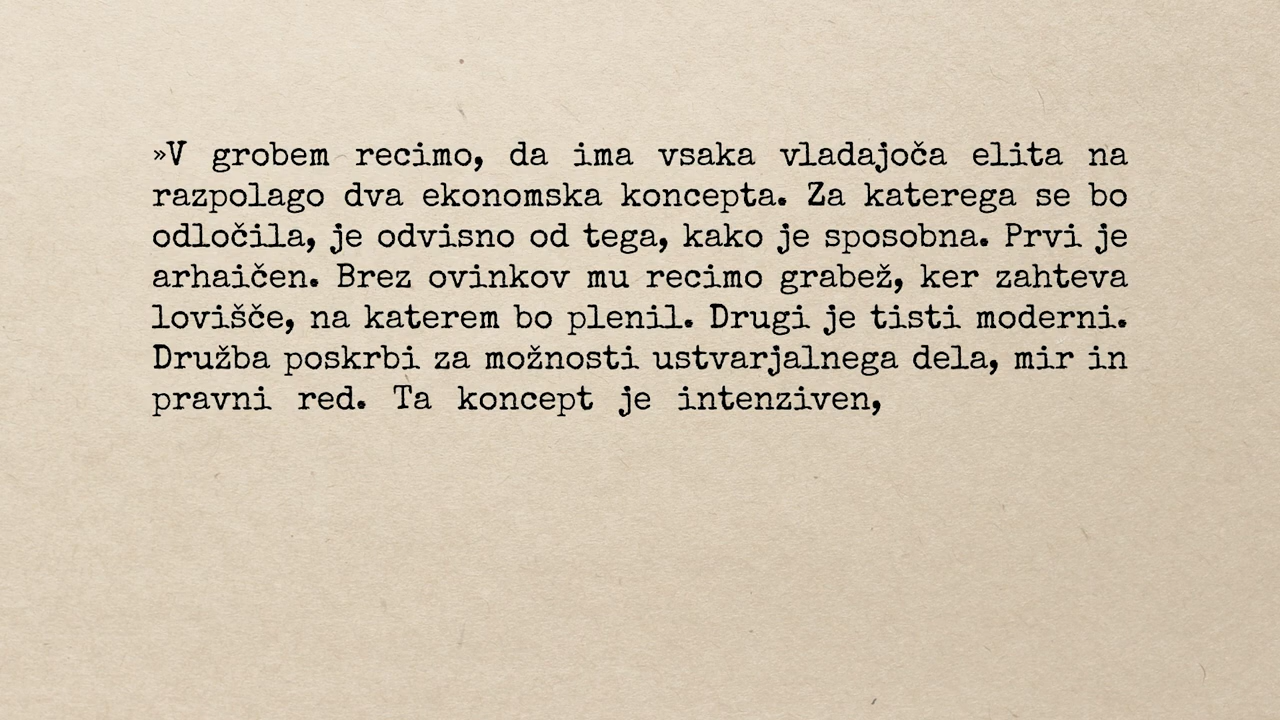 »V grobem recimo, da ima vsaka vladajoča elita na
razpolago dva ekonomska koncepta. Za katerega se bo
odločila, je odvisno od tega, kako je sposobna. Prvi je
arhaičen. Brez ovinkov mu recimo grabež, ker zahteva
lovišče, na katerem bo plenil. Drugi je tisti moderni.
Družba poskrbi za možnosti ustvarjalnega dela, mir in
pravni red. Ta koncept je intenziven,